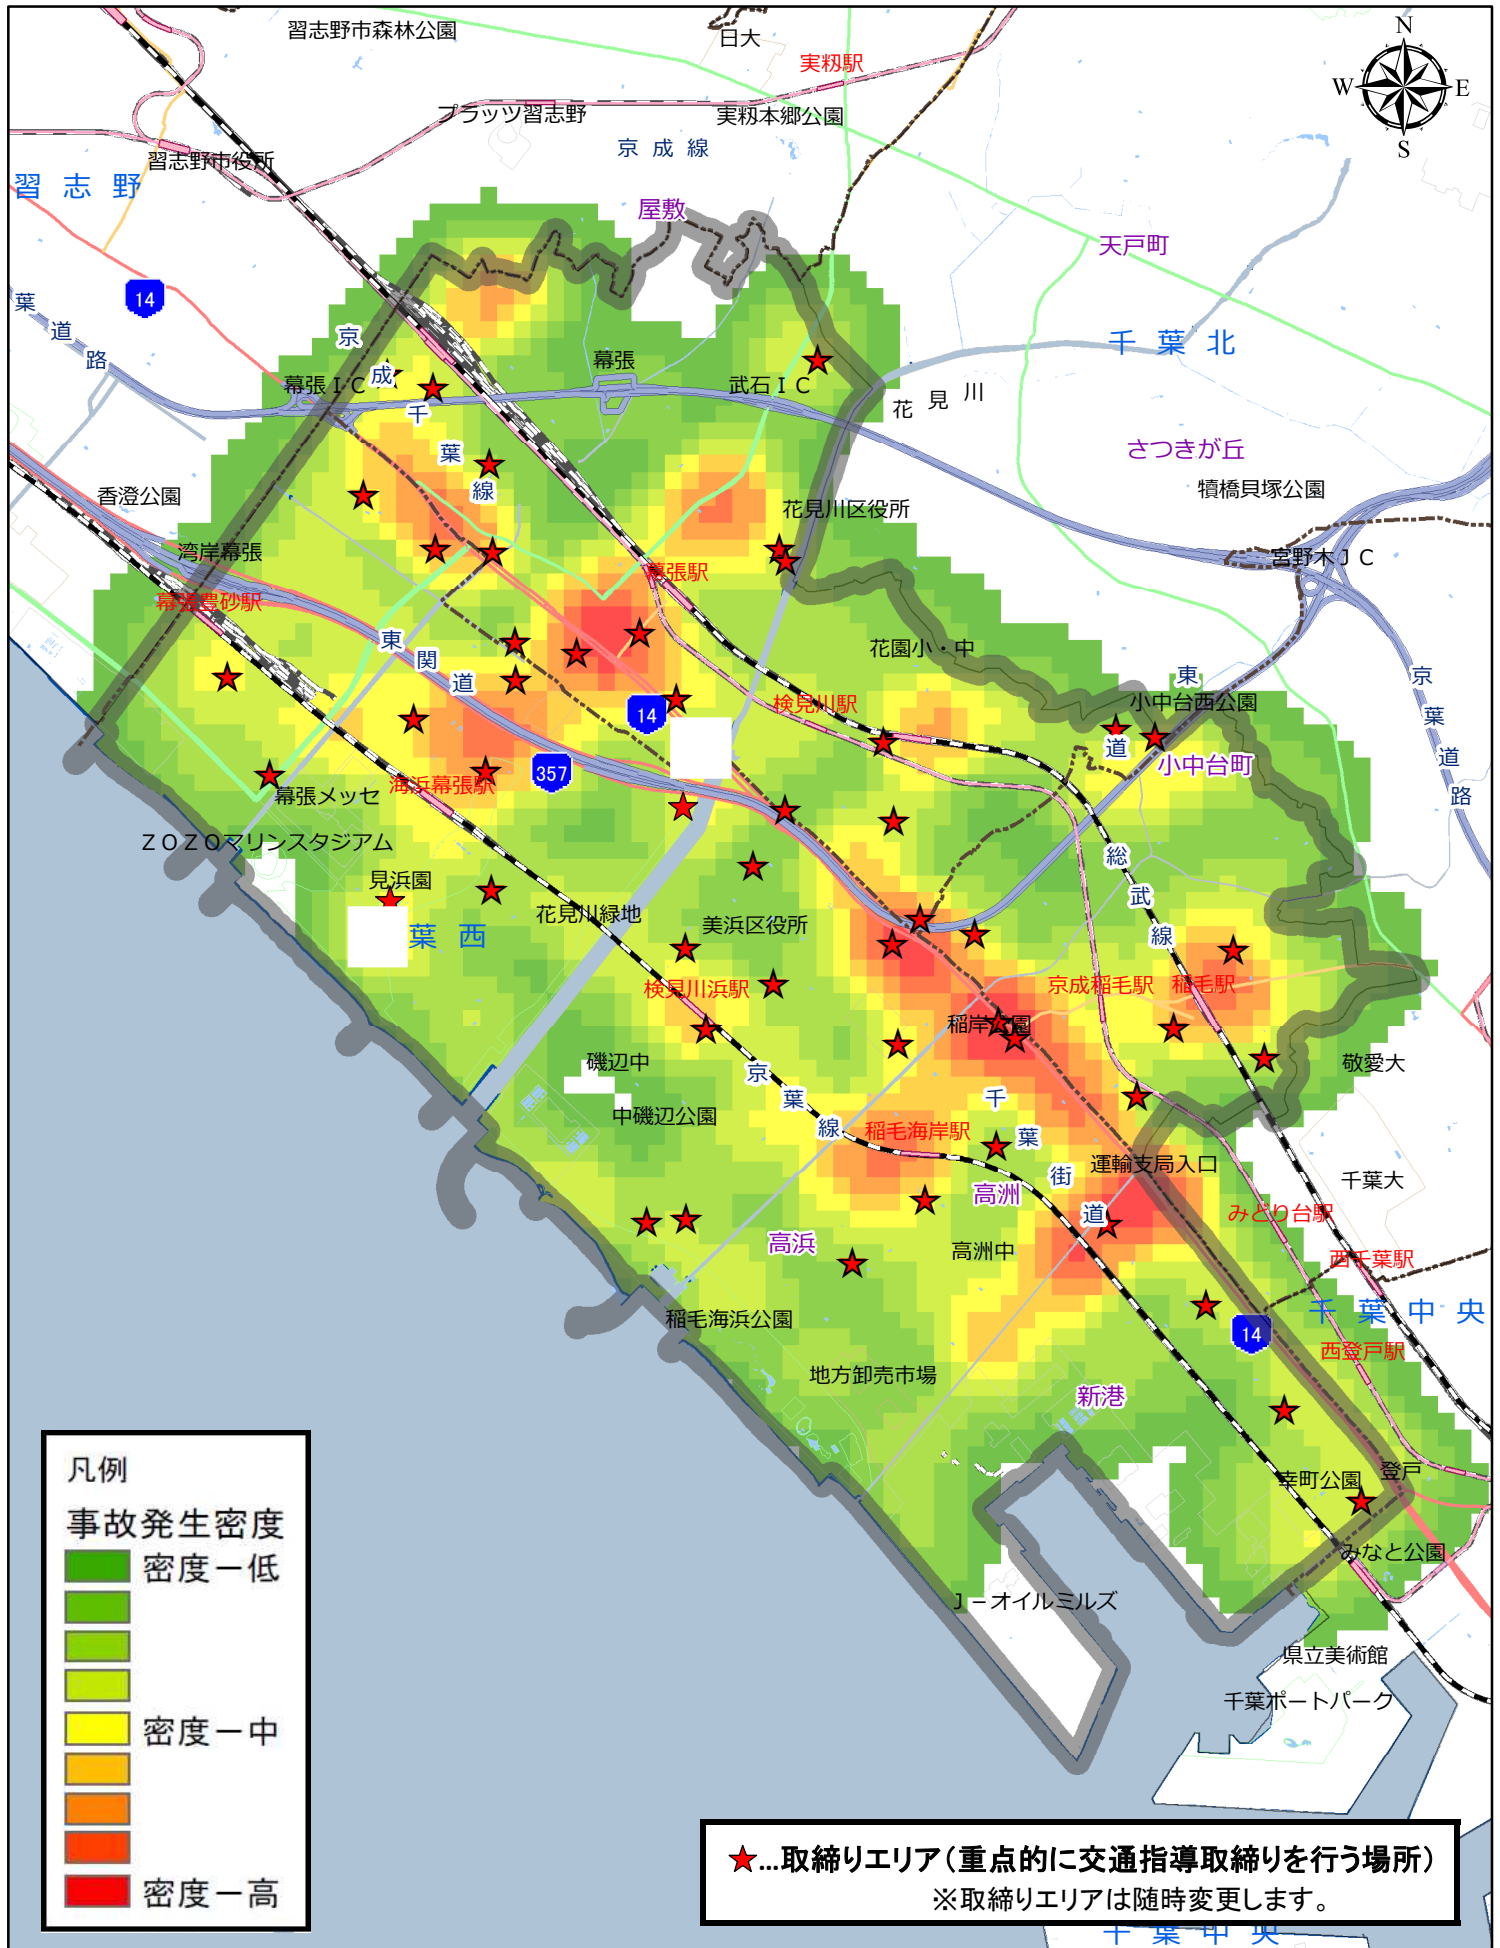 習志野市森林公園
日大
実籾駅
N
W
E
S
プラッツ習志野
実籾本郷公園
京成線
習志野市役所
習志野
屋敷
天戸町
14
葉道路
千葉北
京成千葉線
幕張IC
幕張
武石IC
花見川
さつきが丘
犢橋貝塚公園
香澄公園
花見川区役所
湾岸幕張
宮野木JC
幕張駅
幕張豊砂駅
東関道
花園小・中
東
道
京葉道路
小中台西公園
検見川駅
14
小中台町
357
海浜幕張駅
幕張メッセ
ZOZOマリンスタジアム
総武線
見浜園
花見川緑地
美浜区役所
葉西
検見川浜駅
京成稲毛駅
稲毛駅
稲岸公園
磯辺中
敬愛大
京葉線
中磯辺公園
千葉街道
稲毛海岸駅
運輸支局入口
千葉大
高洲
みどり台駅
高浜
高洲中
西千葉駅
千葉中央
稲毛海浜公園
14
西登戸駅
地方卸売市場
新港
登戸
幸町公園
みなと公園
J-オイルミルズ
県立美術館
千葉ポートパーク
凡例
事故発生密度
密度ー低
密度ー中
密度ー高
★…取締りエリア(重点的に交通指導取締りを行う場所)
※取締りエリアは随時変更します。
千葉中央